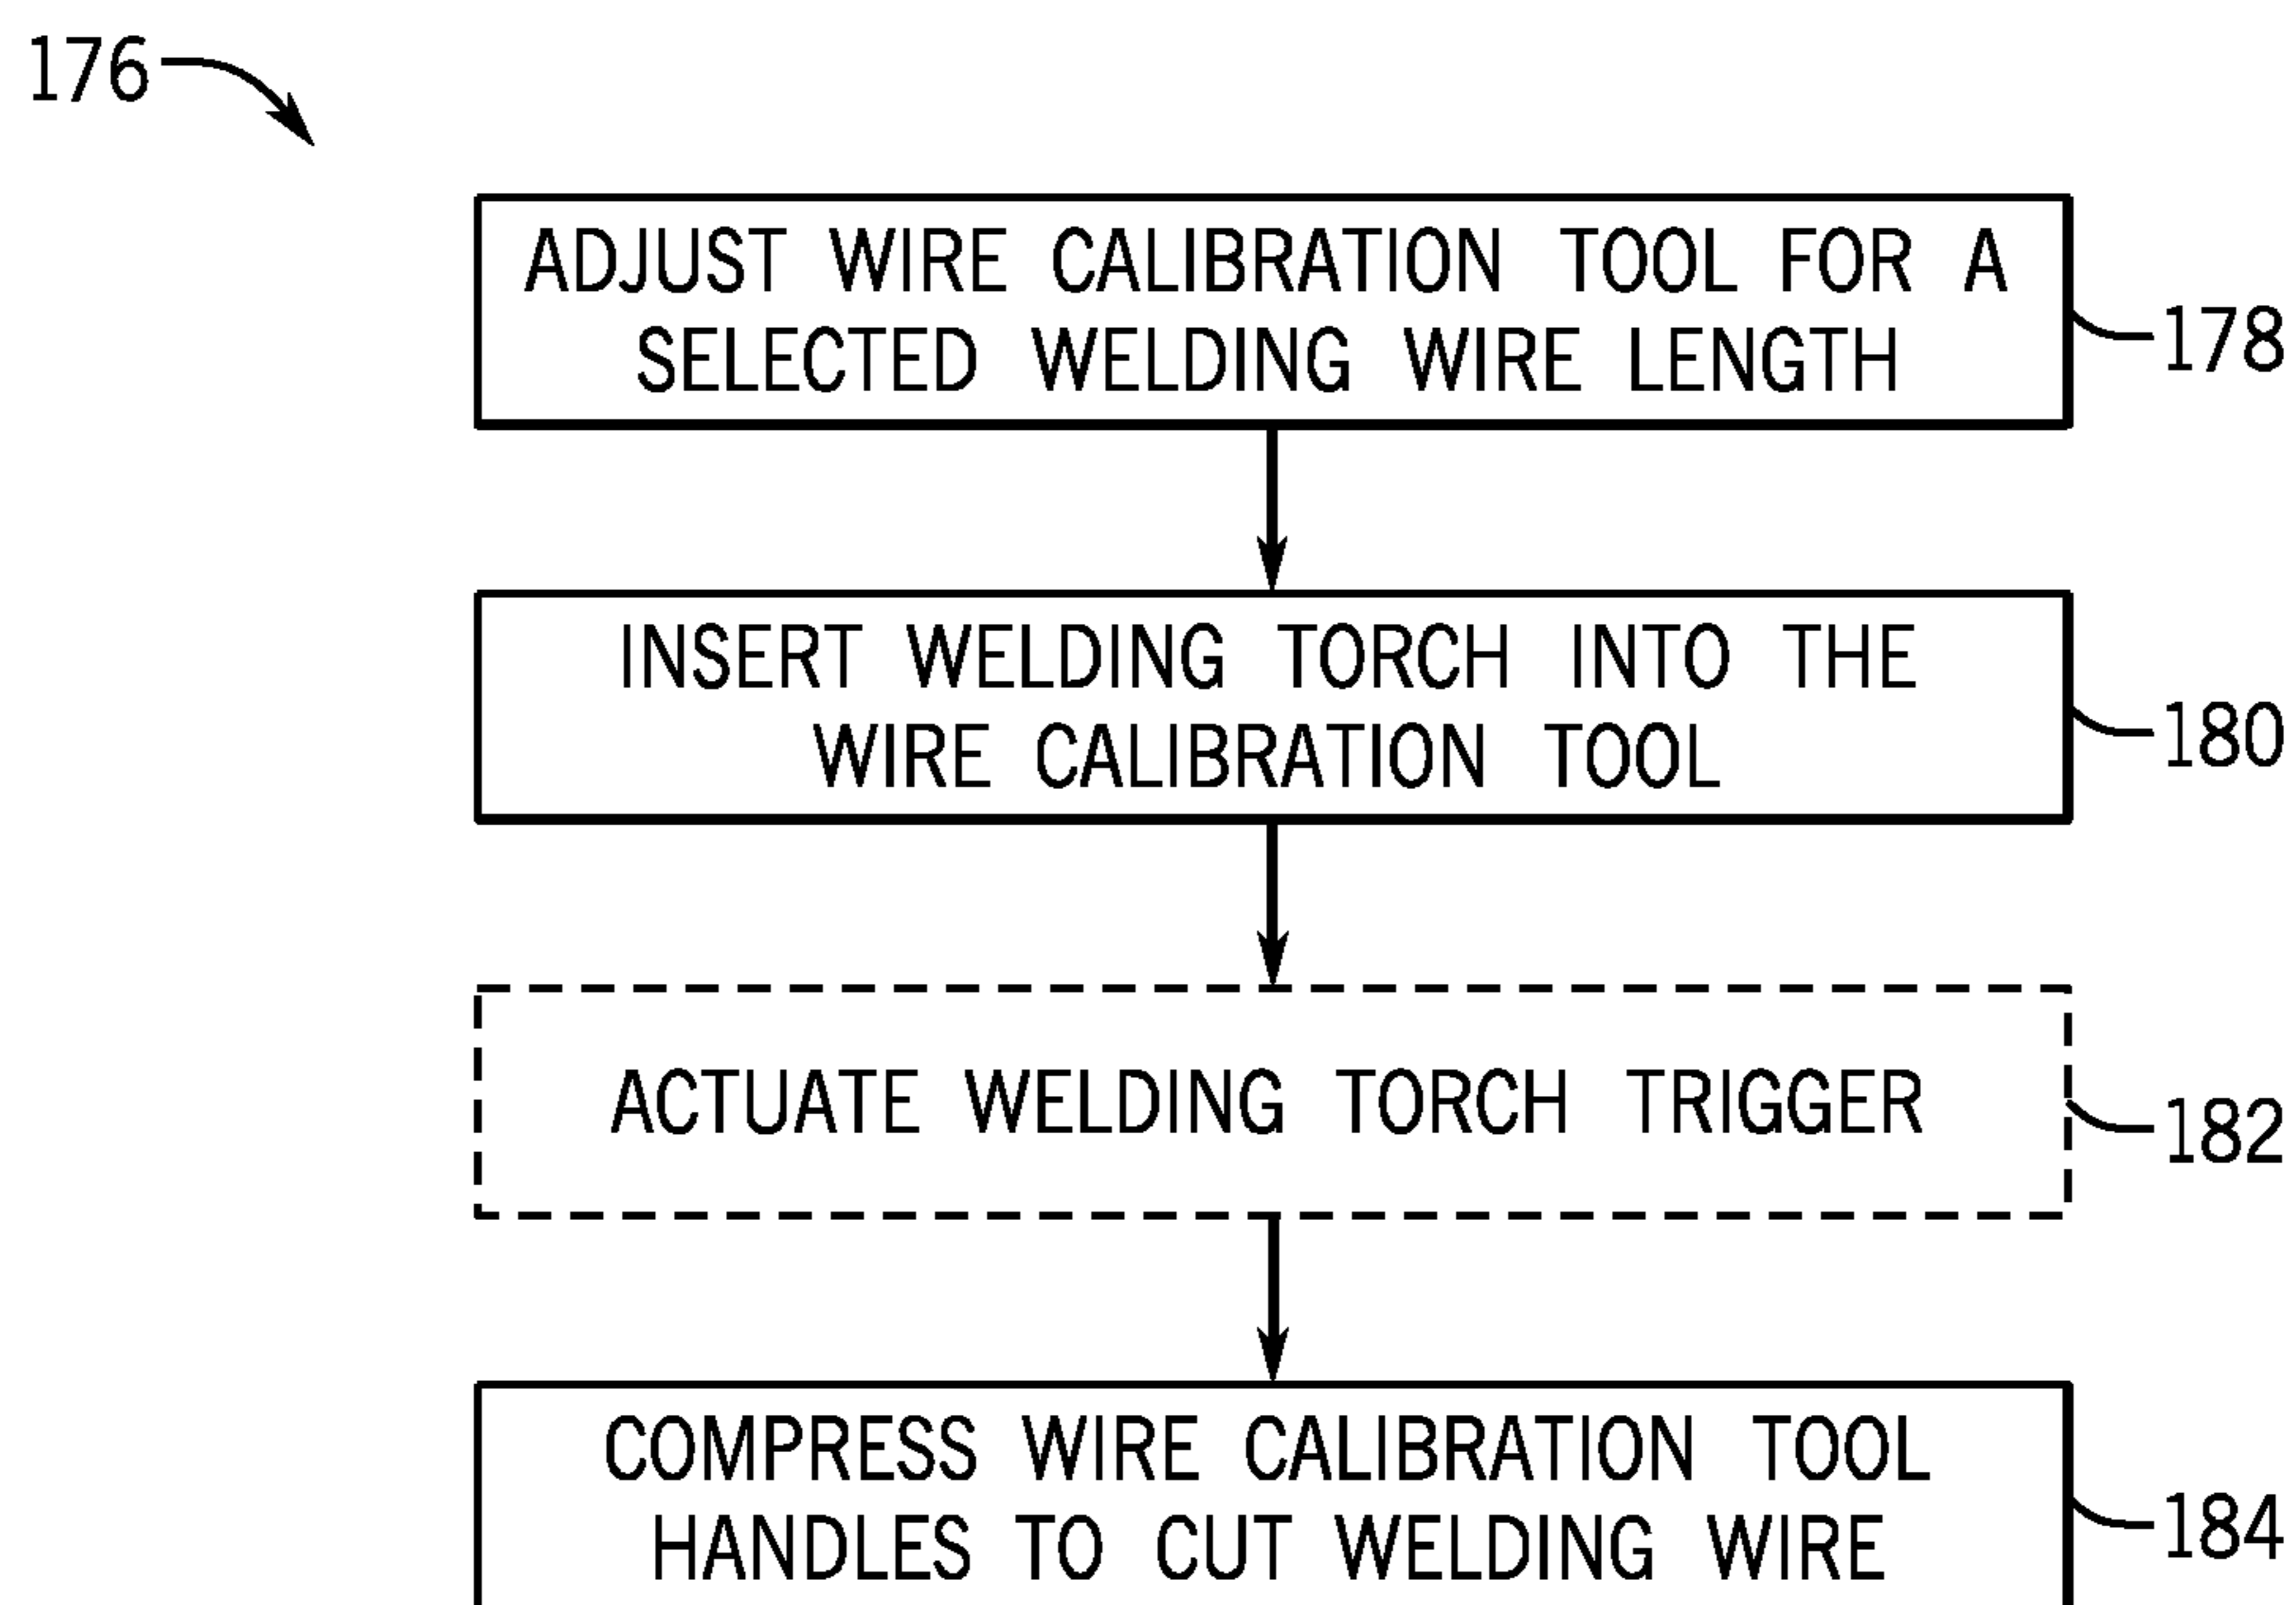 176
ADJUST WIRE CALIBRATION TOOL FOR A
SELECTED WELDING WIRE LENGTH
178
INSERT WELDING TORCH INTO THE
WIRE CALIBRATION TOOL
180
ACTUATE WELDING TORCH TRIGGER
182
COMPRESS WIRE CALIBRATION TOOL
HANDLES TO CUT WELDING WIRE
184